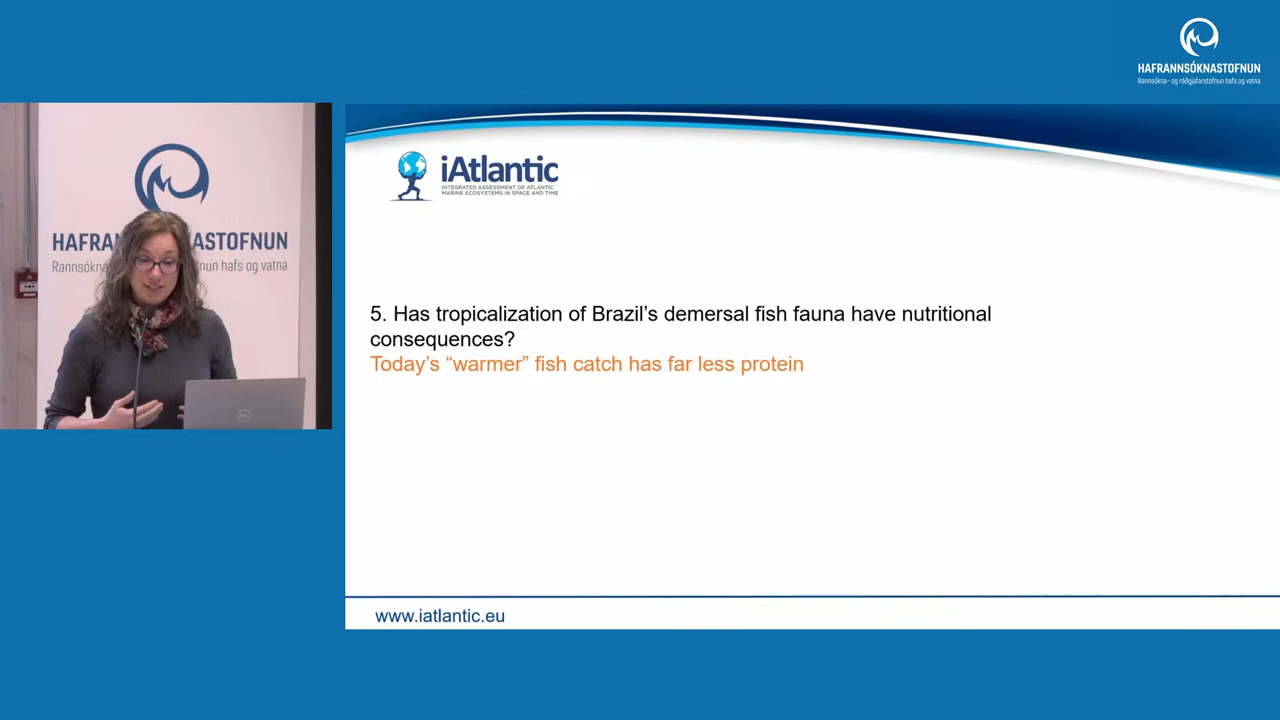 HAFRANNSÓKNASTOFNUN
Rannsókna- og ráðgjafarstofnun hafs og vatna
iAtlantic
INTEGRATED ASSESSMENT OF ATLANTIC
MARINE ECOSYSTEMS IN SPACE AND TIME
HAFRA NASTOFNUN
Rannsók nun hafs og vatna
5. Has tropicalization of Brazil’s demersal fish fauna have nutritional
consequences?
Today’s “warmer” fish catch has far less protein
www.iatlantic.eu